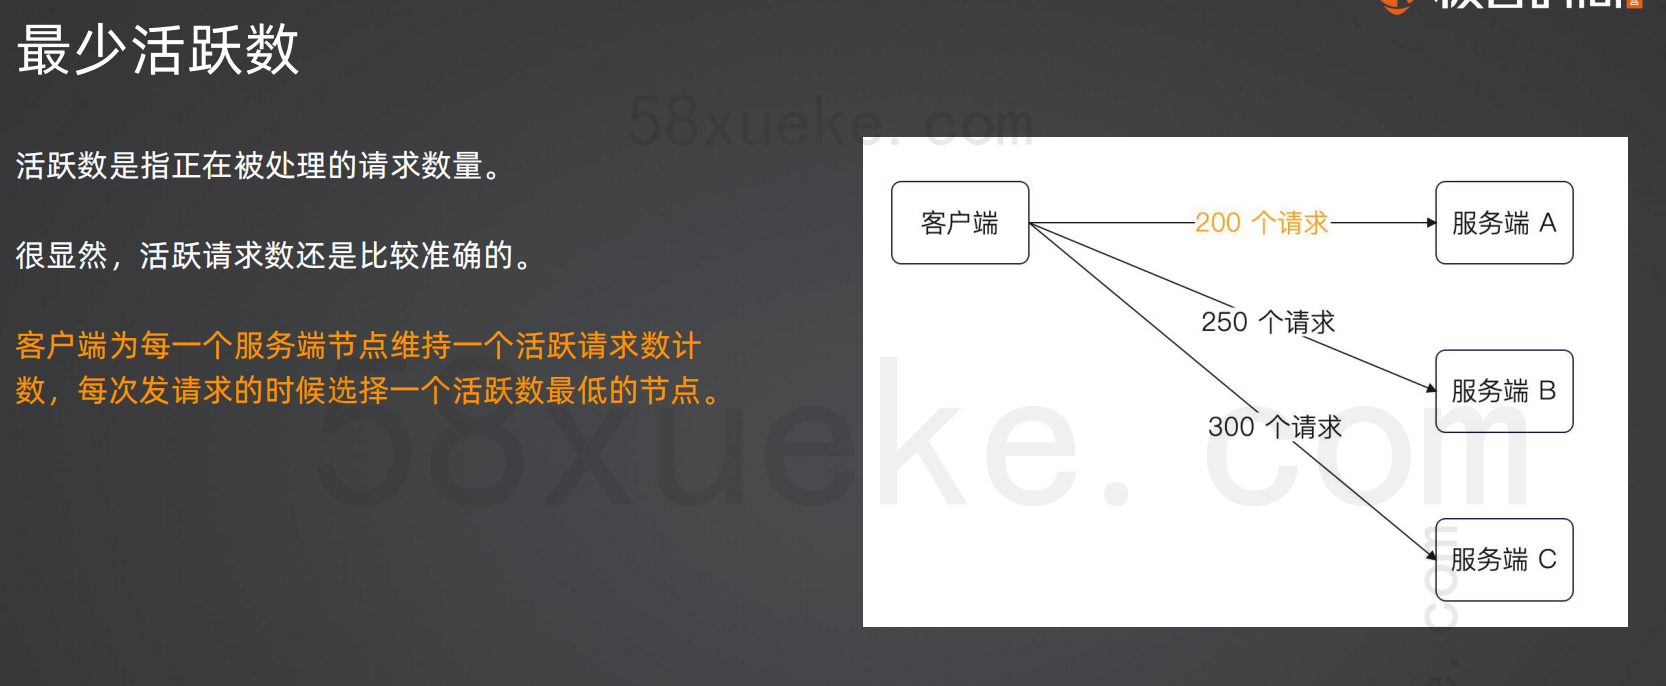 最少活跃数
58xueke.com
活跃数是指正在被处理的请求数量。
很显然，活跃请求数还是比较准确的。
客户端为每一个服务端节点维持一个活跃请求数计
数，每次发请求的时候选择一个活跃数最低的节点。
客户端
200 个请求
服务端 A
250 个请求
服务端 B
300 个请求
58xueke.com
服务端 C